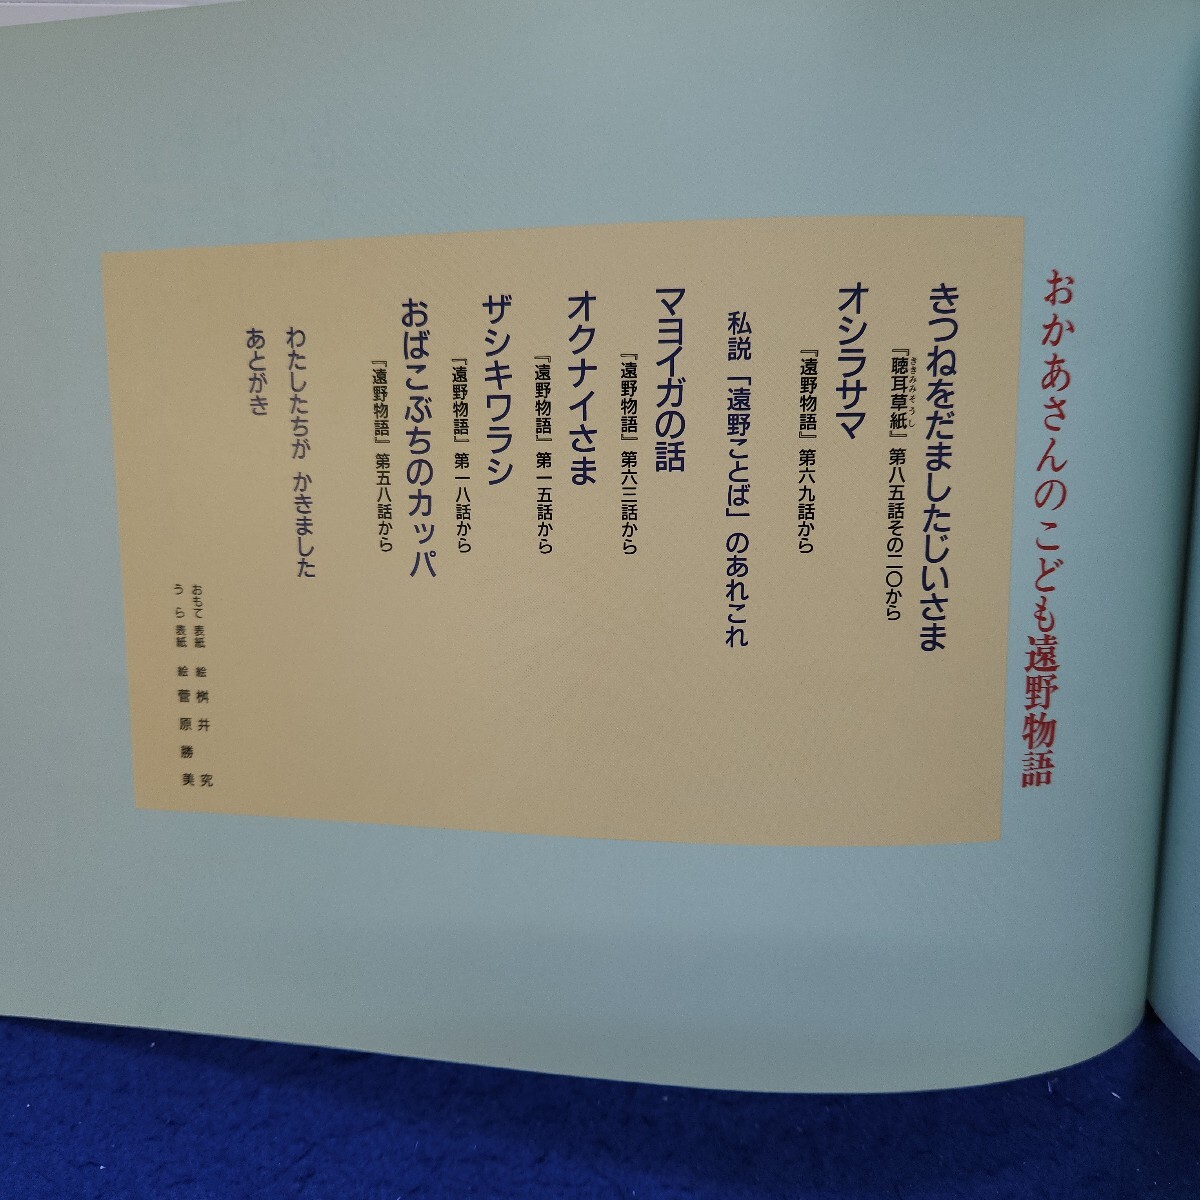 おかあさんのこども遠野物語
きつねをだましたじいさま
『聴耳草紙』第八五話その二〇から
ききみみぞうし
オシラサマ
『遠野物語』第六九話から
私説「遠野ことば」のあれこれ
マヨイガの話
『遠野物語』第六三話から
オクナイさま
『遠野物語』第一五話から
ザシキワラシ
『遠野物語』第一八話から
おばこぶちのカッパ
『遠野物語』第五八話から
わたしたちが かきました
あとがき
おもて表紙 絵 桝井 究
うら表紙 絵 菅原勝美